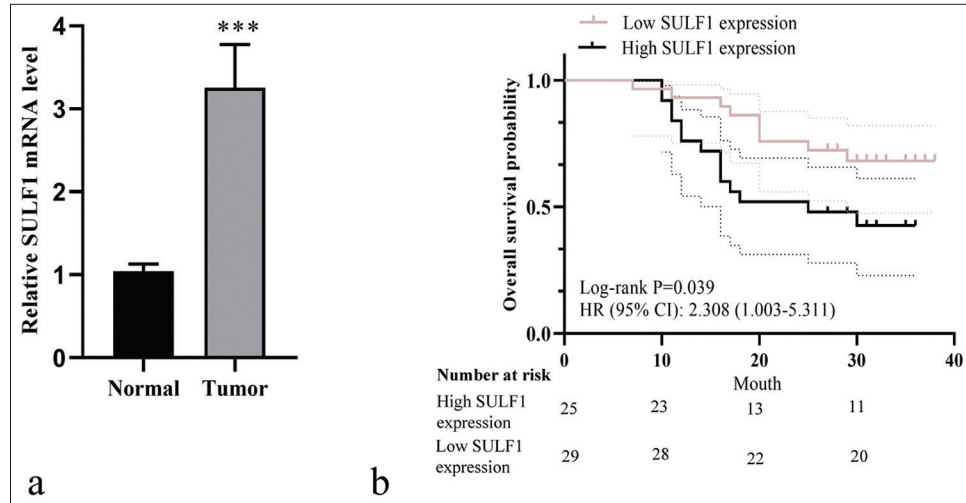 Relative SULF1 mRNA level
4
3
2
1
0
***
Normal
Tumor
a
Low SULF1 expression
High SULF1 expression
Overall survival probability
1.0
0.5
0.0
Log-rank P=0.039
HR (95% CI): 2.308 (1.003-5.311)
0 10 20 30 40
Mouth
Number at risk
High SULF1 25 23 13 11
expression
Low SULF1 29 28 22 20
expression
b